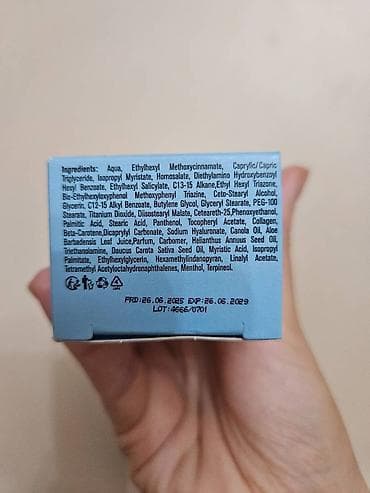 Ingredients: Aqua, Ethylhexyl Methoxycinnamate, Caprylic/Capric
Triglyceride, Isopropyl Myristate, Homosalate, Diethylamino Hydroxybenzoyl
Hexyl Benzoate, Ethylhexyl Salicylate, C13-15 Alkane, Ethyl Hexyl Triazone,
Bis-Ethylhexyloxyphenol Methoxyphenyl Triazine, Ceto-Stearyl Alcohol,
Glycerin, C12-15 Alkyl Benzoate, Butylene Glycol, Glyceryl Stearate, PEG-100
Stearate, Titanium Dioxide, Diisostearyl Malate, Ceteareth-25,Phenoxyethanol,
Palmitic Acid, Stearic Acid, Panthenol, Tocopheryl Acetate, Collagen,
Beta-Carotene,Dicaprylyl Carbonate, Sodium Hyaluronate, Canola Oil, Aloe
Barbadensis Leaf Juice,Parfum, Carbomer, Helianthus Annuus Seed Oil,
Triethanolamine, Daucus Carota Sativa Seed Oil, Myristic Acid, Isopropyl
Palmitate, Ethylhexylglycerin, Hexamethylindanopyran, Linalyl Acetate,
Tetramethyl Acetyloctahydronaphthalenes, Menthol, Terpineol.
PRD:26.06.2025 EXP:26.06.2029
LOT:4666/0701